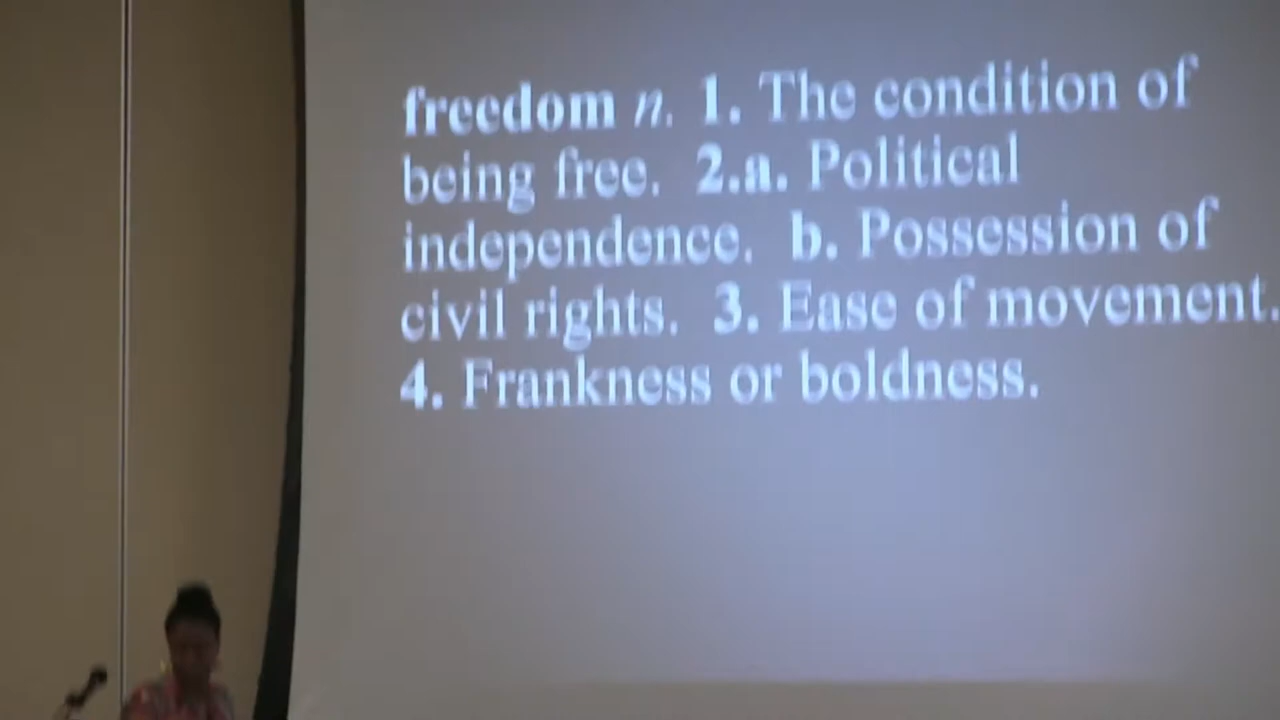 freedom n. 1. The condition of
being free. 2.a. Political
independence. b. Possession of
civil rights. 3. Ease of movement.
4. Frankness or boldness.